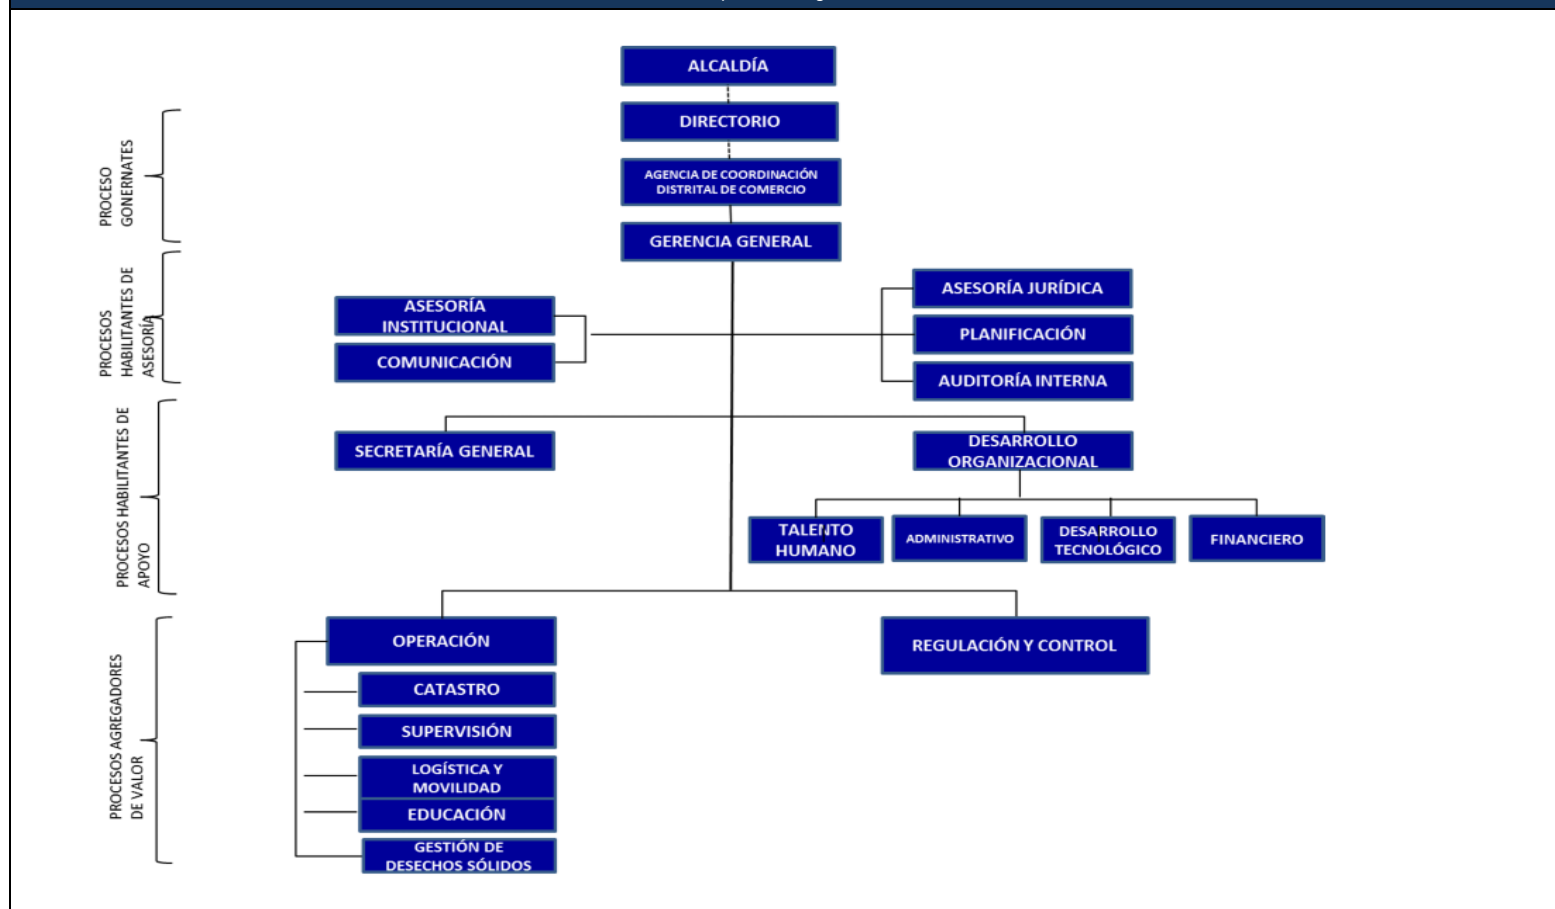 ALCALDÍA
DIRECTORIO
AGENCIA DE COORDINACIÓN
DISTRITAL DE COMERCIO
GERENCIA GENERAL
PROCESO
GONERNATES
ASESORÍA
INSTITUCIONAL
COMUNICACIÓN
ASESORÍA JURÍDICA
PLANIFICACIÓN
AUDITORÍA INTERNA
PROCESOS
HABILITANTES DE
ASESORÍA
SECRETARÍA GENERAL
DESARROLLO
ORGANIZACIONAL
TALENTO
HUMANO
ADMINISTRATIVO
DESARROLLO
TECNOLÓGICO
FINANCIERO
PROCESOS HABILITANTES DE
APOYO
OPERACIÓN
REGULACIÓN Y CONTROL
CATASTRO
SUPERVISIÓN
LOGÍSTICA Y
MOVILIDAD
EDUCACIÓN
GESTIÓN DE
DESECHOS SÓLIDOS
PROCESOS AGREGADORES
DE VALOR